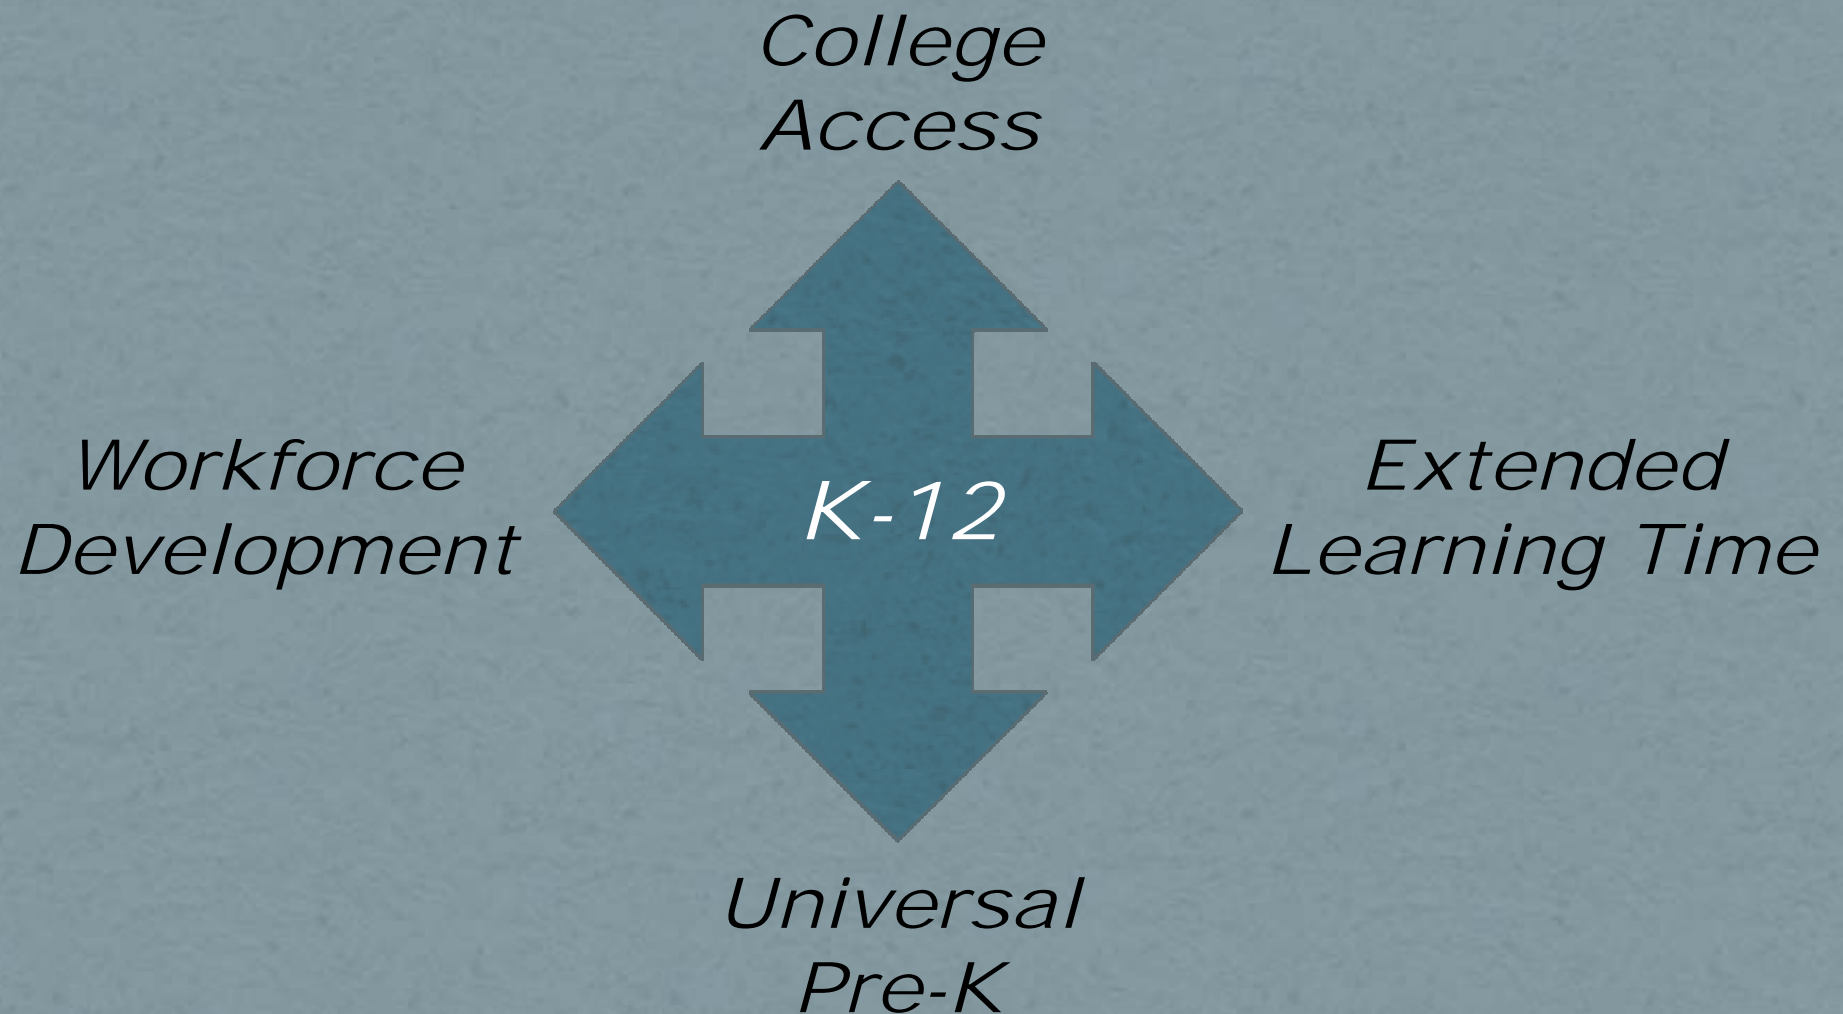 College
Access
Workforce
Development
K-12
Extended
Learning Time
Universal
Pre-K